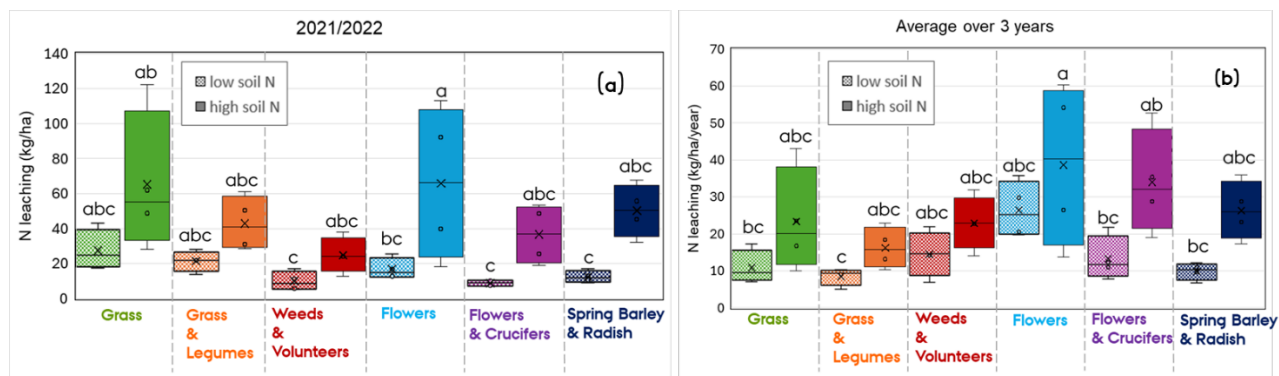 2021/2022
N leaching (kg/ha)
140
120
100
80
60
40
20
0
low soil N
high soil N
(a)
abc
ab
abc
abc
c
abc
bc
a
c
abc
c
abc
Grass
Grass
&
Legumes
Weeds
&
Volunteers
Flowers
Flowers
& Crucifers
Spring Barley
& Radish
Average over 3 years
N leaching (kg/ha/year)
70
60
50
40
30
20
10
0
low soil N
high soil N
(b)
bc
abc
c
abc
abc
abc
abc
a
bc
ab
bc
abc
Grass
Grass
&
Legumes
Weeds
&
Volunteers
Flowers
Flowers
& Crucifers
Spring Barley
& Radish